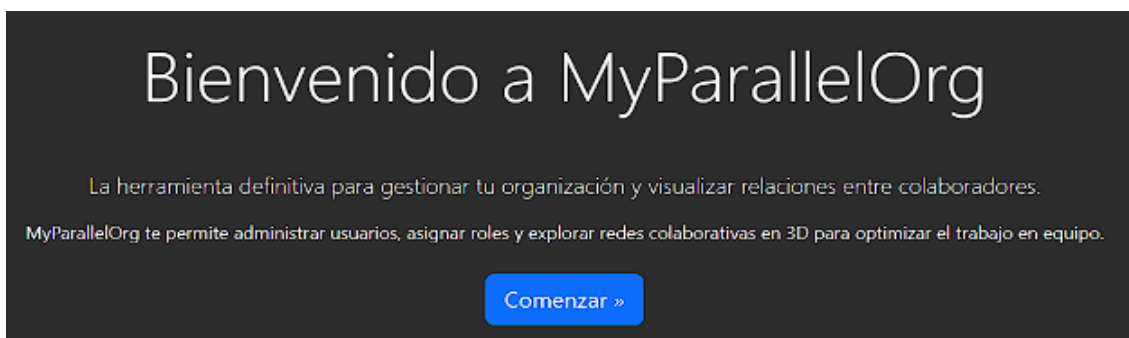 Bienvenido a MyParallelOrg
La herramienta definitiva para gestionar tu organización y visualizar relaciones entre colaboradores.
MyParallelOrg te permite administrar usuarios, asignar roles y explorar redes colaborativas en 3D para optimizar el trabajo en equipo.
Comenzar »